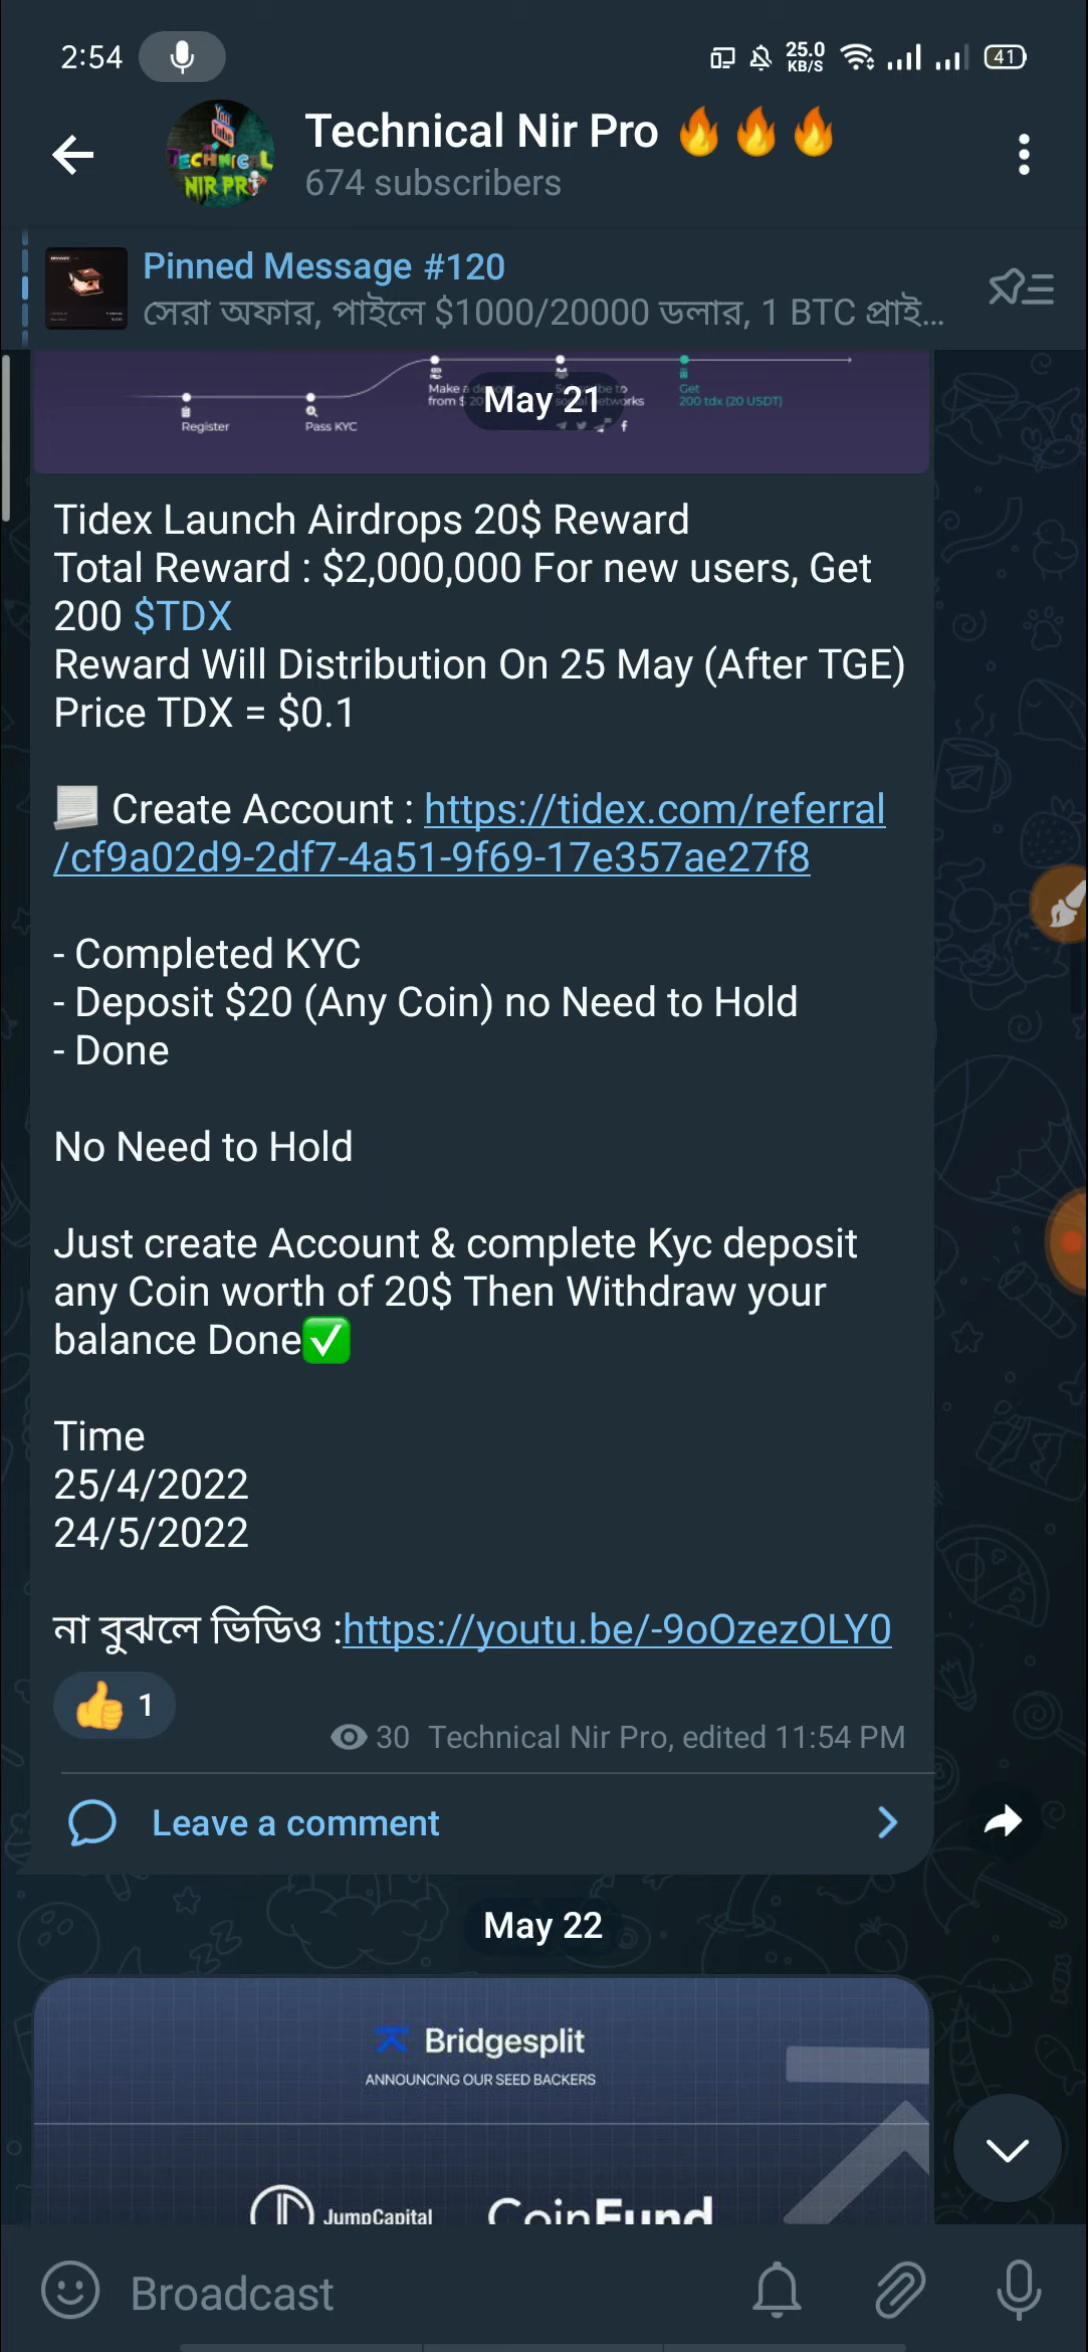 2:54
25.0
KB/S
41
Technical Nir Pro 🔥🔥🔥
674 subscribers
You
Tube
TECHNICAL
NIR PRO
Pinned Message #120
সেরা অফার, পাইলে $1000/20000 ডলার, 1 BTC প্রাই...
Register
Pass KYC
Make a
from $ 20
May 21
Get
200 tdx (20 USDT)
Tidex Launch Airdrops 20$ Reward
Total Reward : $2,000,000 For new users, Get
200 $TDX
Reward Will Distribution On 25 May (After TGE)
Price TDX = $0.1
📃 Create Account : https://tidex.com/referral
/cf9a02d9-2df7-4a51-9f69-17e357ae27f8
- Completed KYC
- Deposit $20 (Any Coin) no Need to Hold
- Done
No Need to Hold
Just create Account & complete Kyc deposit
any Coin worth of 20$ Then Withdraw your
balance Done✅
Time
25/4/2022
24/5/2022
না বুঝলে ভিডিও :https://youtu.be/-9oOzezOLY0
👍 1
30 Technical Nir Pro, edited 11:54 PM
Leave a comment
May 22
Bridgesplit
ANNOUNCING OUR SEED BACKERS
JumpCapital
CoinFund
Broadcast